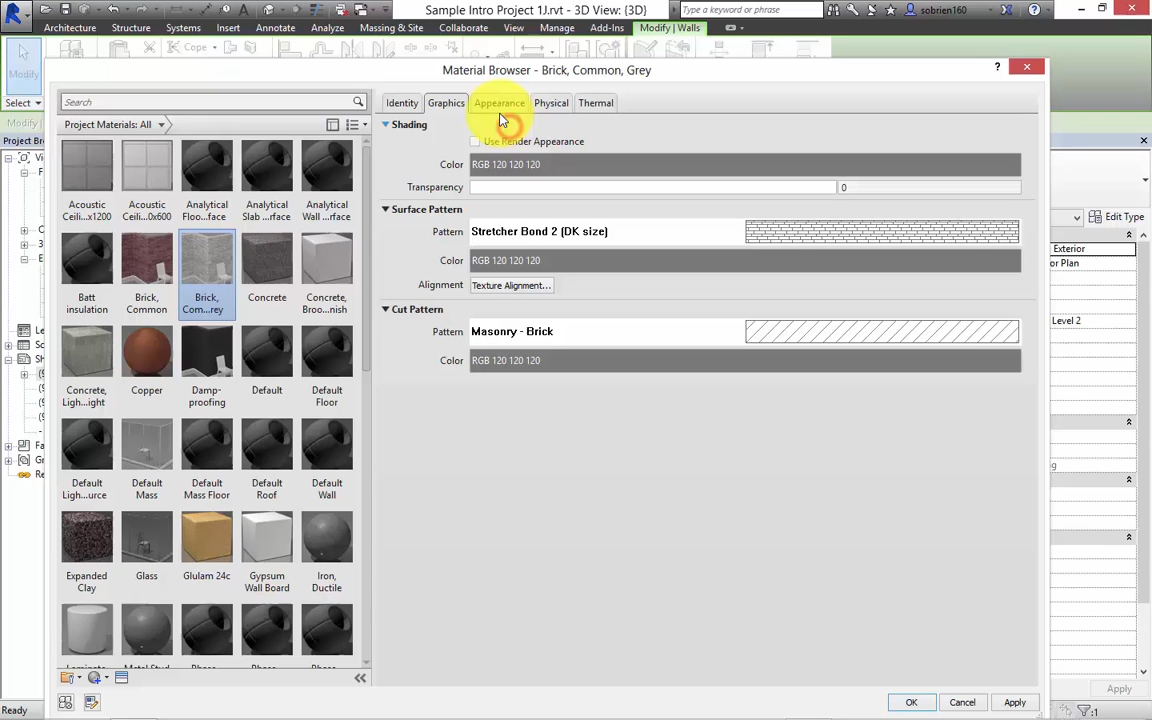 Sample Intro Project 1J.rvt - 3D View: {3D}
Type a keyword or phrase
sobrien160
Architecture Structure Systems Insert Annotate Analyze Massing & Site Collaborate View Manage Add-Ins Modify | Walls
Modify
Cope
Select
Material Browser - Brick, Common, Grey
Search
Identity Graphics Appearance Physical Thermal
Project Materials: All
Shading
Use Render Appearance
Color RGB 120 120 120
Transparency 0
Surface Pattern
Pattern Stretcher Bond 2 (DK size)
Color RGB 120 120 120
Alignment Texture Alignment...
Cut Pattern
Pattern Masonry - Brick
Color RGB 120 120 120
Acoustic Ceili...x1200
Acoustic Ceili...0x600
Analytical Floo...face
Analytical Slab ...rface
Analytical Wall ...rface
Batt insulation
Brick, Common
Brick, Com...rey
Concrete
Concrete, Broo...nish
Concrete, Ligh...ight
Copper
Damp-proofing
Default
Default Floor
Default Ligh...urce
Default Mass
Default Mass Floor
Default Roof
Default Wall
Expanded Clay
Glass
Glulam 24c
Gypsum Wall Board
Iron, Ductile
Edit Type
Exterior
or Plan
Level 2
OK Cancel Apply
Apply
Ready
:1